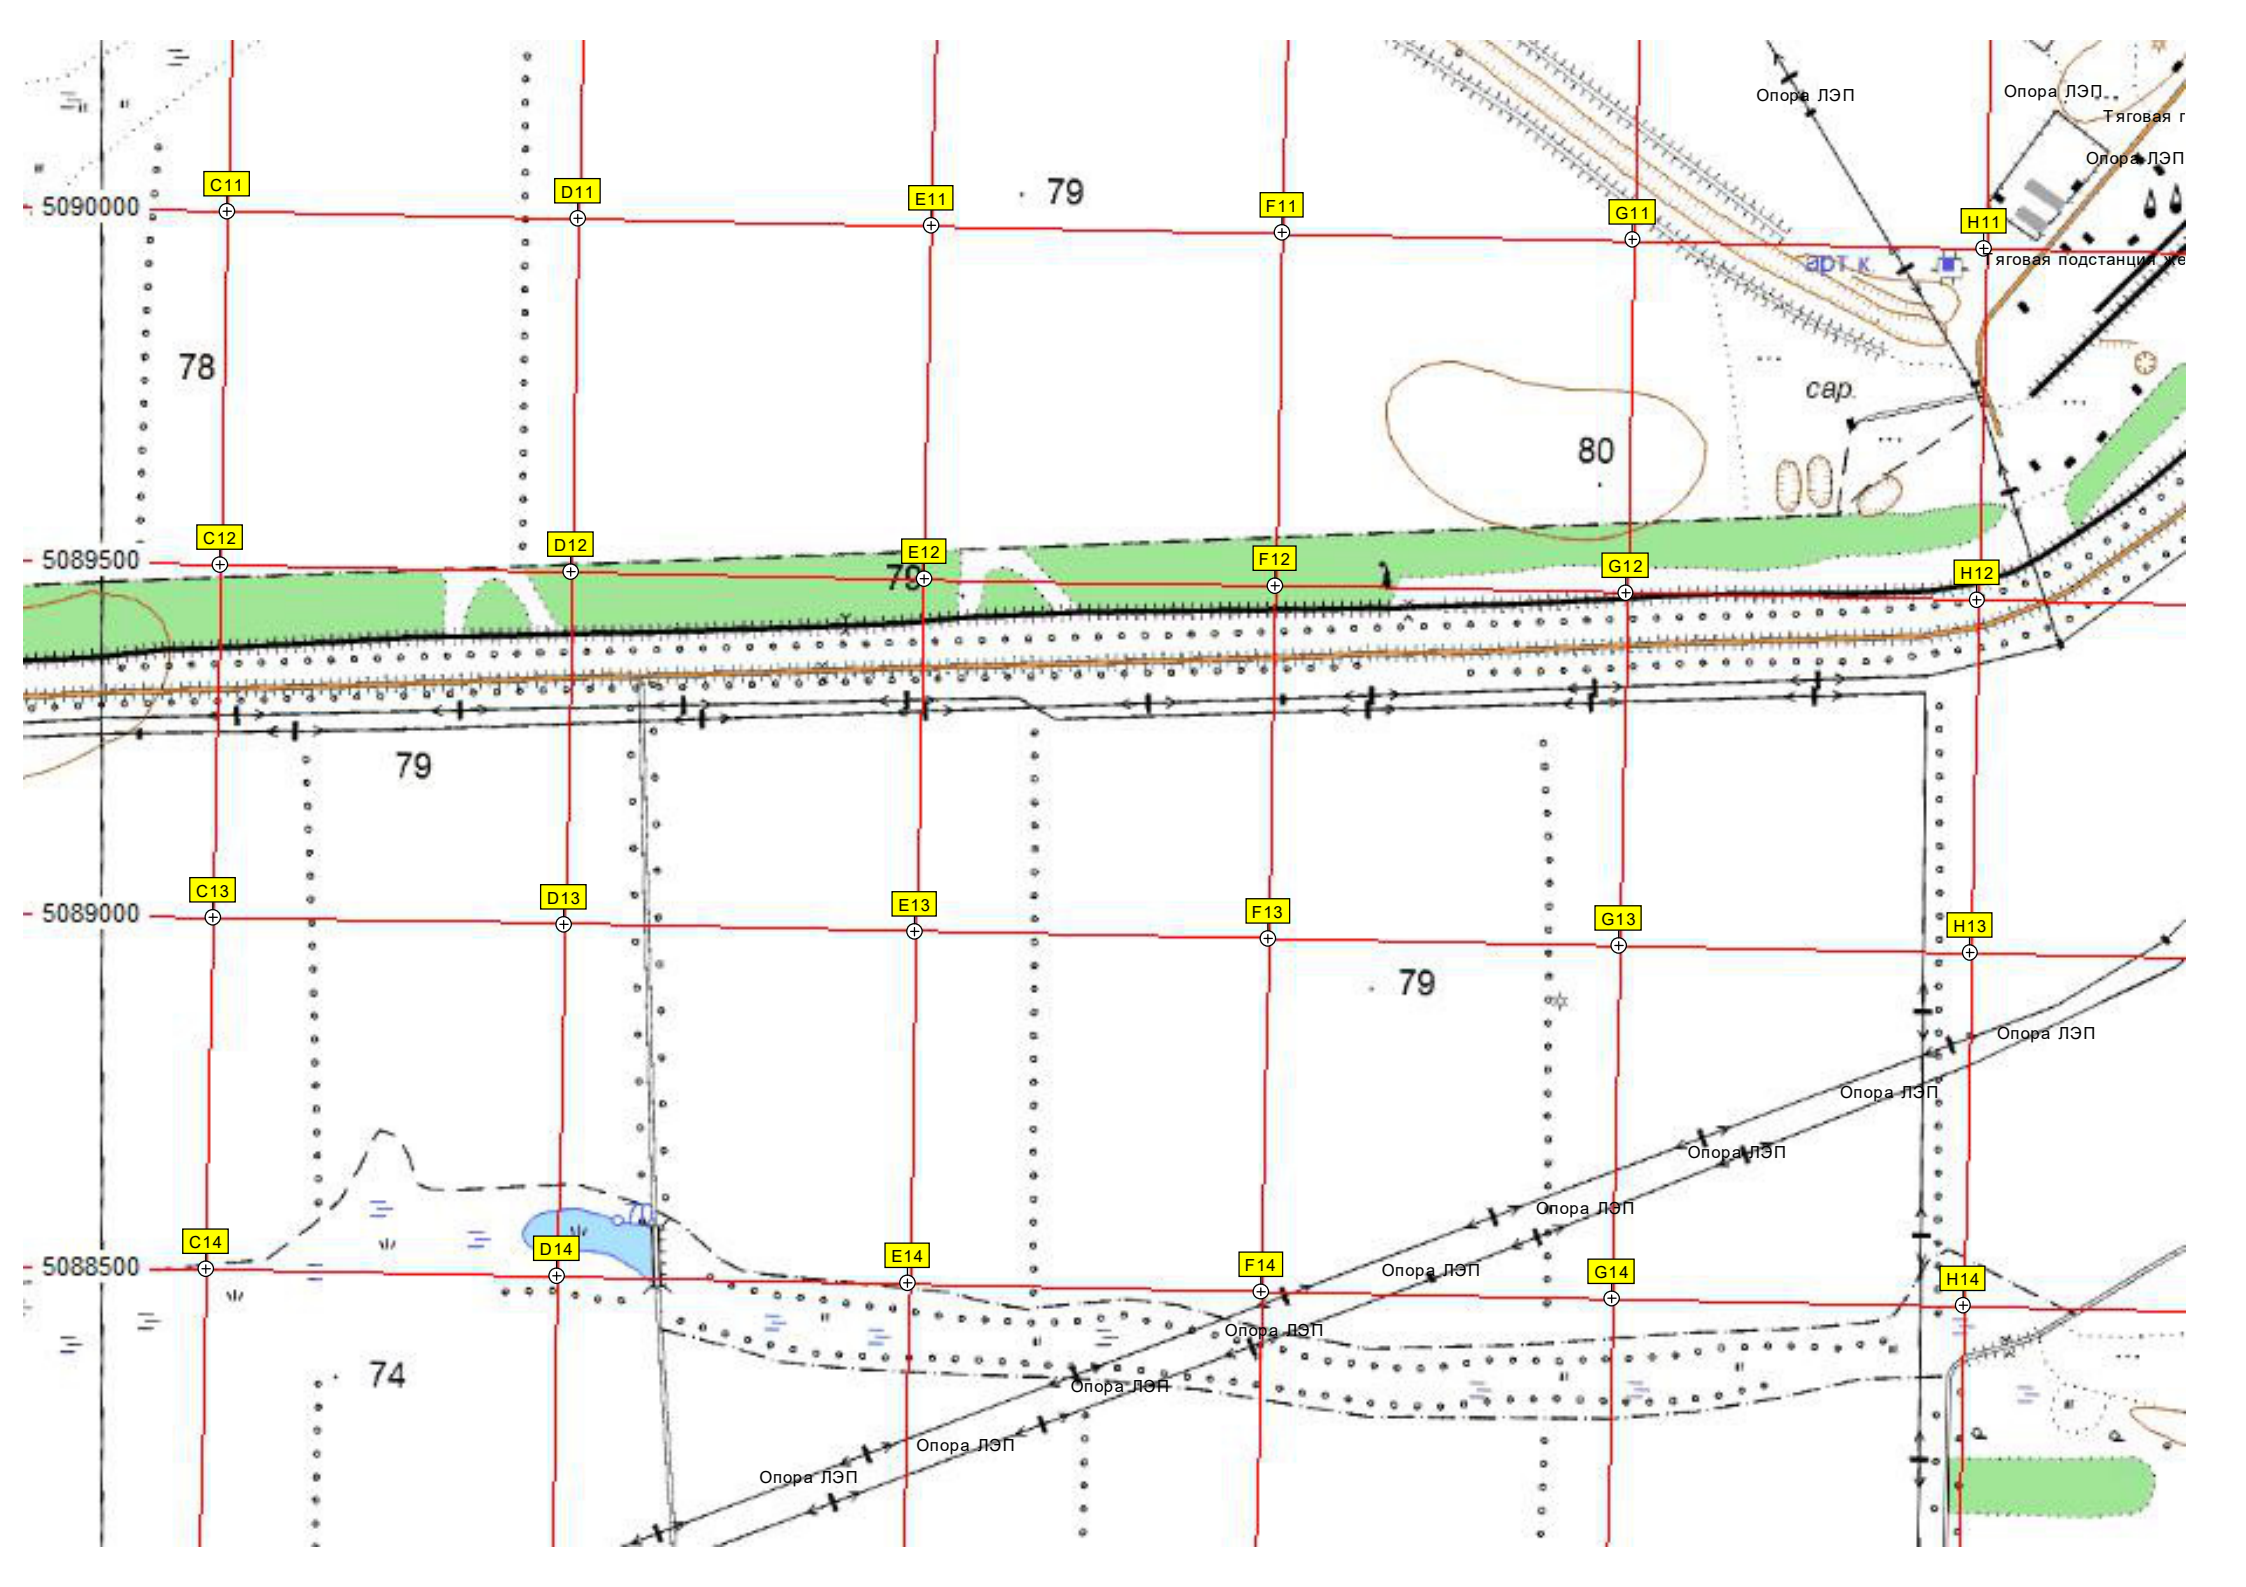 Опора ЛЭП
Опора ЛЭП
Тяговая п
Опора ЛЭП
C11
D11
E11
79
F11
G11
H11
5090000
арт.к.
Тяговая подстанция же
78
сар.
80
C12
D12
E12
F12
G12
H12
5089500
79
79
C13
D13
E13
F13
G13
H13
5089000
79
Опора ЛЭП
Опора ЛЭП
Опора ЛЭП
Опора ЛЭП
70
C14
D14
E14
F14
G14
H14
5088500
Опора ЛЭП
Опора ЛЭП
74
Опора ЛЭП
Опора ЛЭП
Опора ЛЭП